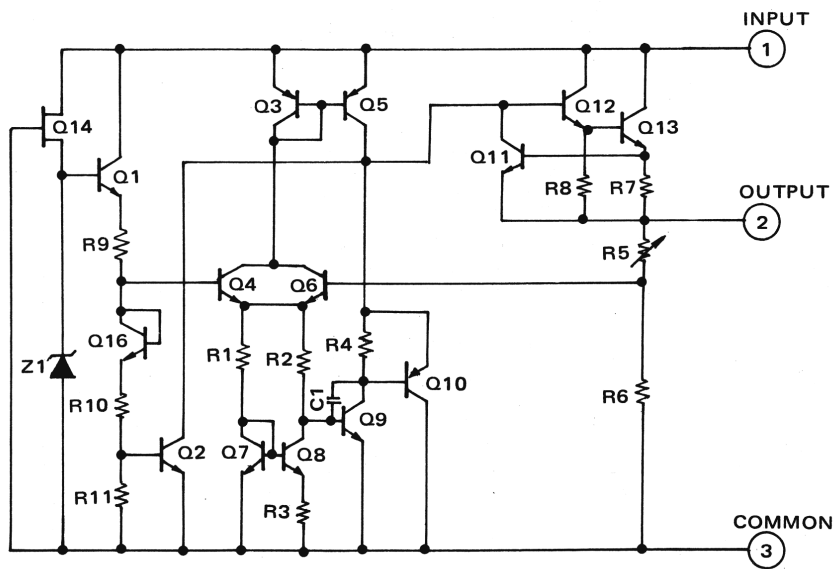 INPUT
1
Q3
Q5
Q12
Q13
Q14
Q11
Q1
R8
R7
OUTPUT
2
R9
R5
Q4
Q6
Q16
R1
R2
R4
Z1
Q10
C1
R10
R6
Q9
Q2
Q7
Q8
R11
R3
COMMON
3